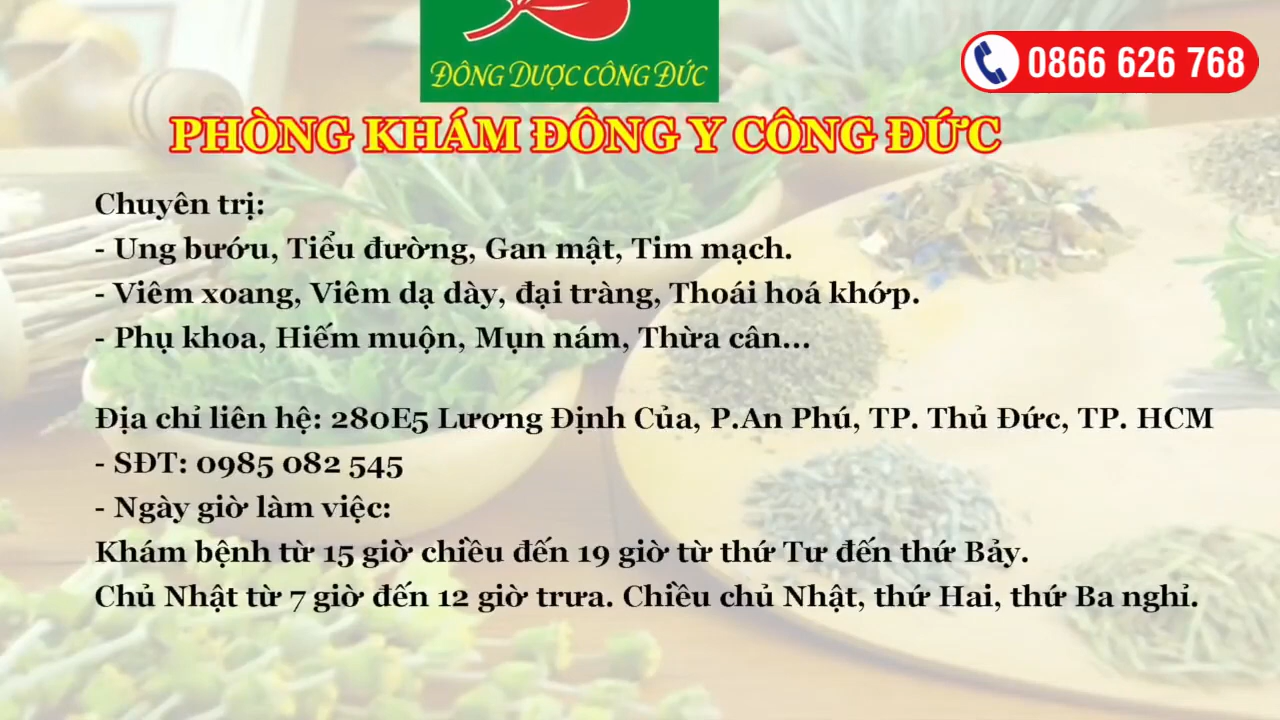 ĐÔNG DƯỢC CÔNG ĐỨC
0866 626 768
PHÒNG KHÁM ĐÔNG Y CÔNG ĐỨC
Chuyên trị:
- Ung bướu, Tiểu đường, Gan mật, Tim mạch.
- Viêm xoang, Viêm dạ dày, đại tràng, Thoái hoá khớp.
- Phụ khoa, Hiếm muộn, Mụn nám, Thừa cân...
Địa chỉ liên hệ: 280E5 Lương Định Của, P.An Phú, TP. Thủ Đức, TP. HCM
- SĐT: 0985 082 545
- Ngày giờ làm việc:
Khám bệnh từ 15 giờ chiều đến 19 giờ từ thứ Tư đến thứ Bảy.
Chủ Nhật từ 7 giờ đến 12 giờ trưa. Chiều chủ Nhật, thứ Hai, thứ Ba nghỉ.